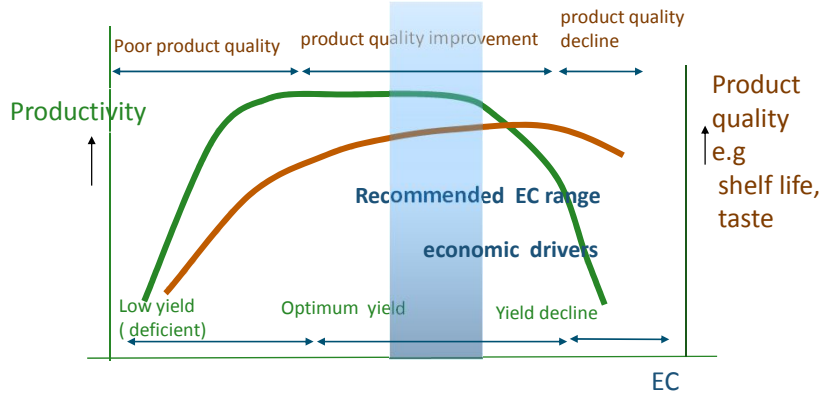 product quality
decline
Poor product quality
product quality improvement
Productivity
Product
quality
e.g
shelf life,
taste
Recommended EC range
economic drivers
Low yield
( deficient)
Optimum yield
Yield decline
EC